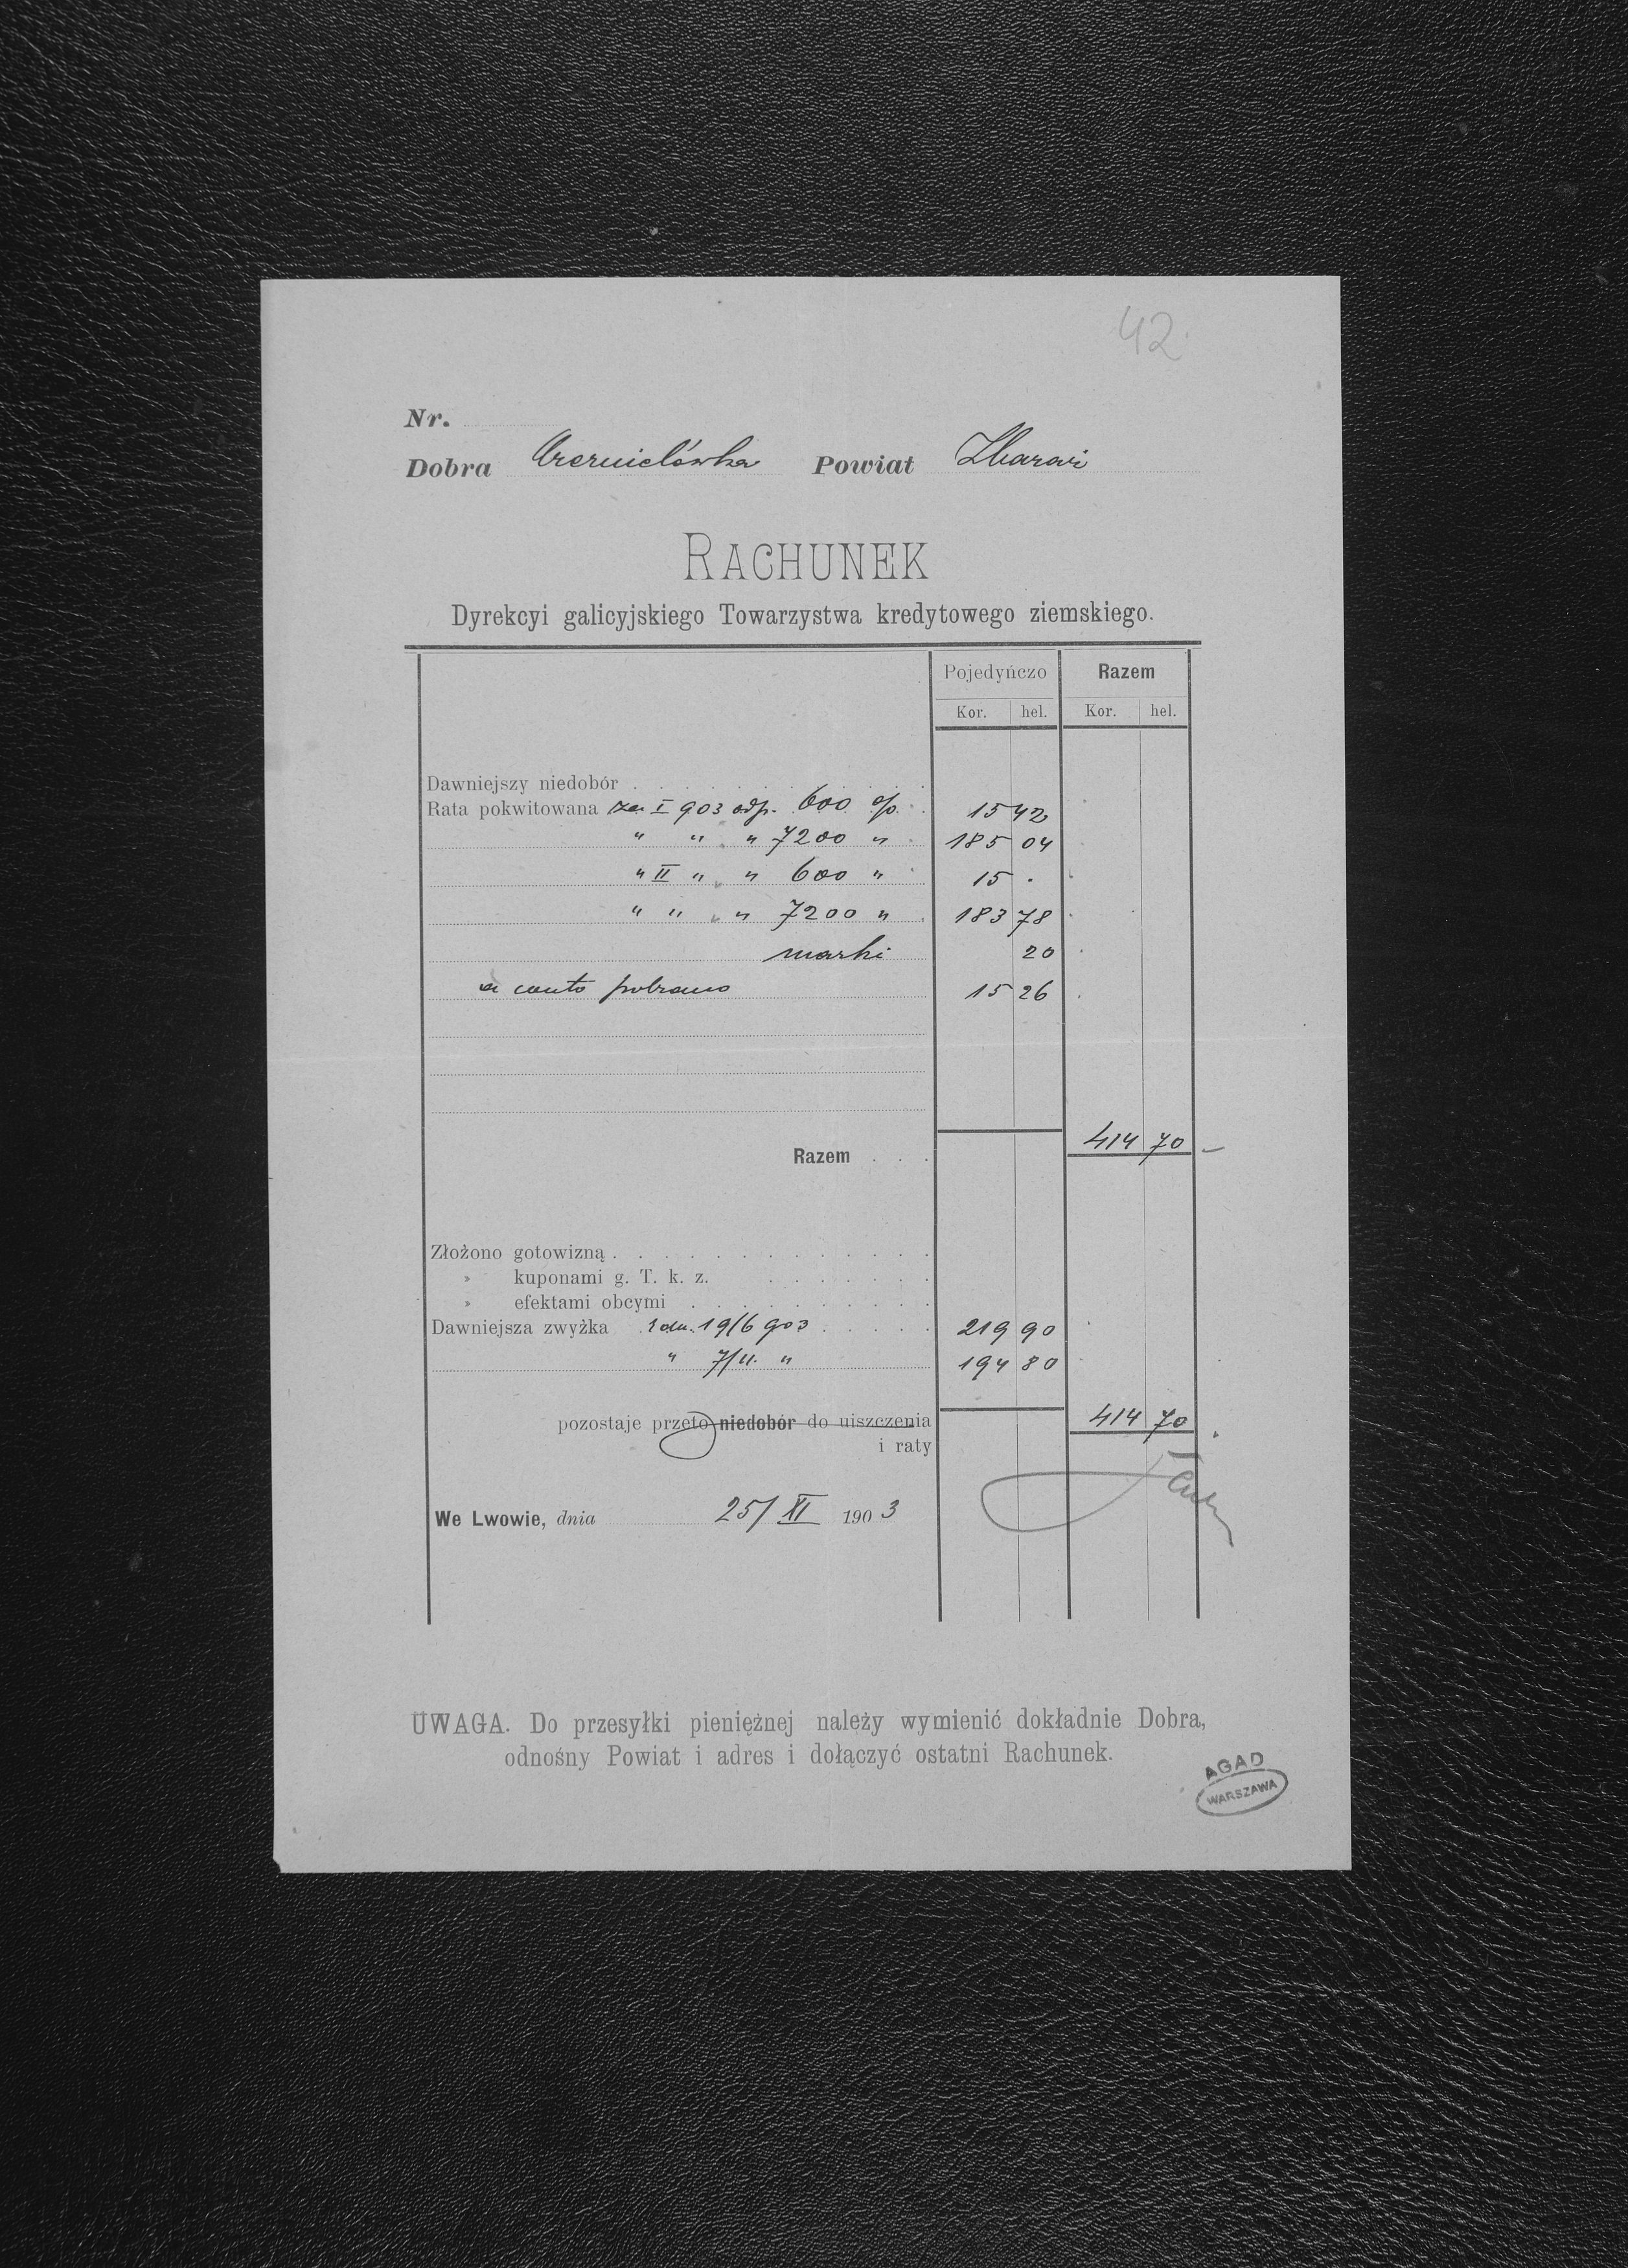 42
Nr.
Dobra Czernielówka Powiat Zbaraż
RACHUNEK
Dyrekcyi galicyjskiego Towarzystwa kredytowego ziemskiego.
Pojedyńczo Razem
Kor. hel. Kor. hel.
Dawniejszy niedobór
Rata pokwitowana za I 903 odp. 600 15 42
" " " 7200 " 185 04
" II " " 600 " 15 .
" " " 7200 " 183 78
marki 20
a conto pobrano 15 26
Razem 414 70 -
Złożono gotowizną
" kuponami g. T. k. z.
" efektami obcymi
Dawniejsza zwyżka z dn. 19/6 903 219 90
" 7/11. " 194 80
pozostaje przeto niedobór do uiszczenia 414 70
i raty
We Lwowie, dnia 25/XI 1903
UWAGA. Do przesyłki pieniężnej należy wymienić dokładnie Dobra,
odnośny Powiat i adres i dołączyć ostatni Rachunek.
AGAD
WARSZAWA